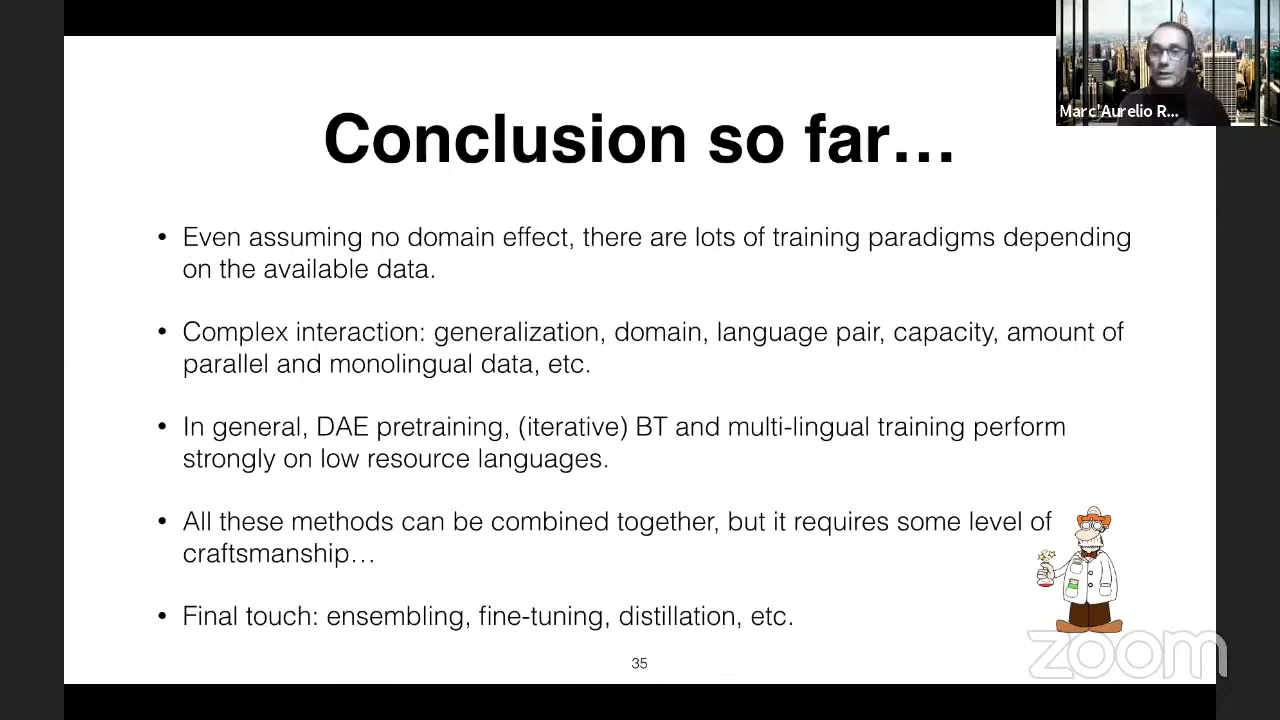 Marc'Aurelio R...
Conclusion so far…
• Even assuming no domain effect, there are lots of training paradigms depending
on the available data.
• Complex interaction: generalization, domain, language pair, capacity, amount of
parallel and monolingual data, etc.
• In general, DAE pretraining, (iterative) BT and multi-lingual training perform
strongly on low resource languages.
• All these methods can be combined together, but it requires some level of
craftsmanship…
• Final touch: ensembling, fine-tuning, distillation, etc.
35
zoom